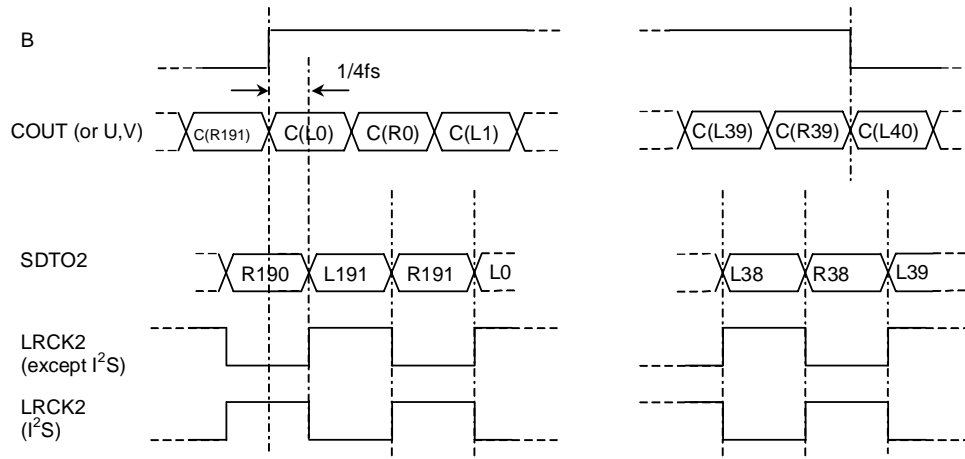 B
1/4fs
COUT (or U,V)
C(R191) C(L0) C(R0) C(L1) C(L39) C(R39) C(L40)
SDTO2
R190 L191 R191 L0 L38 R38 L39
LRCK2
(except I²S)
LRCK2
(I²S)